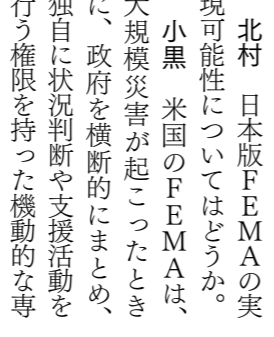 北村　日本版FEMAの実
現可能性についてはどうか。
小黒　米国のFEMAは、
大規模災害が起こったとき
に、政府を横断的にまとめ、
独自に状況判断や支援活動を
行う権限を持った機動的な専